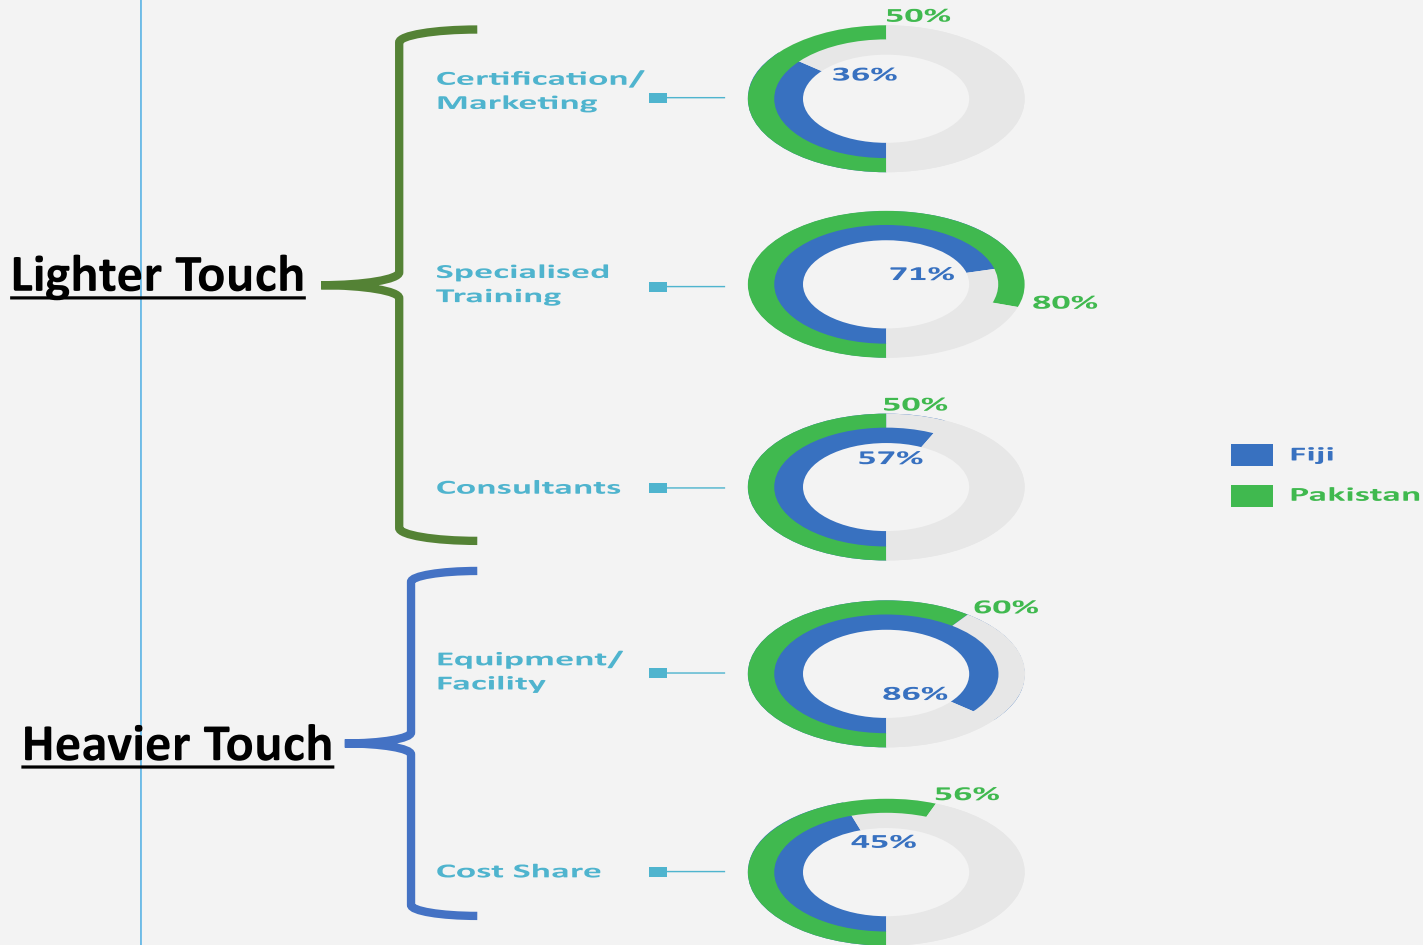 Lighter Touch
Certification/
Marketing
50%
36%
Specialised
Training
71%
80%
Consultants
50%
57%
Heavier Touch
Equipment/
Facility
60%
86%
Cost Share
56%
45%
Fiji
Pakistan